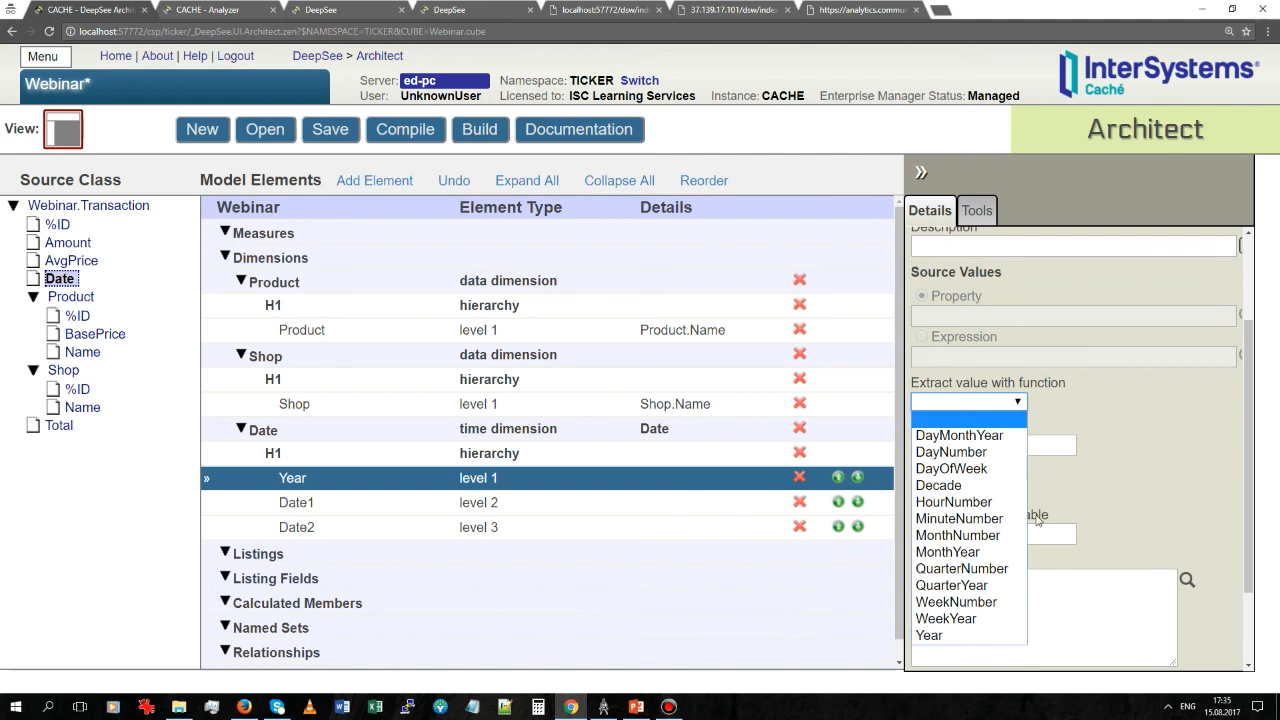 CACHE - DeepSee Archit
CACHE - Analyzer
DeepSee
DeepSee
localhost:57772/dsw/ind
37.139.17.101/dsw/index
https://analytics.commu
localhost:57772/csp/ticker/_DeepSee.UI.Architect.zen?$NAMESPACE=TICKER&CUBE=Webinar.cube
Menu
Home | About | Help | Logout
DeepSee > Architect
Webinar*
Server: ed-pc Namespace: TICKER Switch
User: UnknownUser Licensed to: ISC Learning Services Instance: CACHE Enterprise Manager Status: Managed
InterSystems
Caché
View:
New Open Save Compile Build Documentation
Architect
Source Class
Webinar.Transaction
%ID
Amount
AvgPrice
Date
Product
%ID
BasePrice
Name
Shop
%ID
Name
Total
Model Elements Add Element Undo Expand All Collapse All Reorder
Webinar Element Type Details
Measures
Dimensions
Product data dimension
H1 hierarchy
Product level 1 Product.Name
Shop data dimension
H1 hierarchy
Shop level 1 Shop.Name
Date time dimension Date
H1 hierarchy
» Year level 1
Date1 level 2
Date2 level 3
Listings
Listing Fields
Calculated Members
Named Sets
Relationships
»
Details Tools
Description
Source Values
Property
Expression
Extract value with function
DayMonthYear
DayNumber
DayOfWeek
Decade
HourNumber
MinuteNumber
MonthNumber
MonthYear
QuarterNumber
QuarterYear
WeekNumber
WeekYear
Year
able
ENG
17:35
15.08.2017